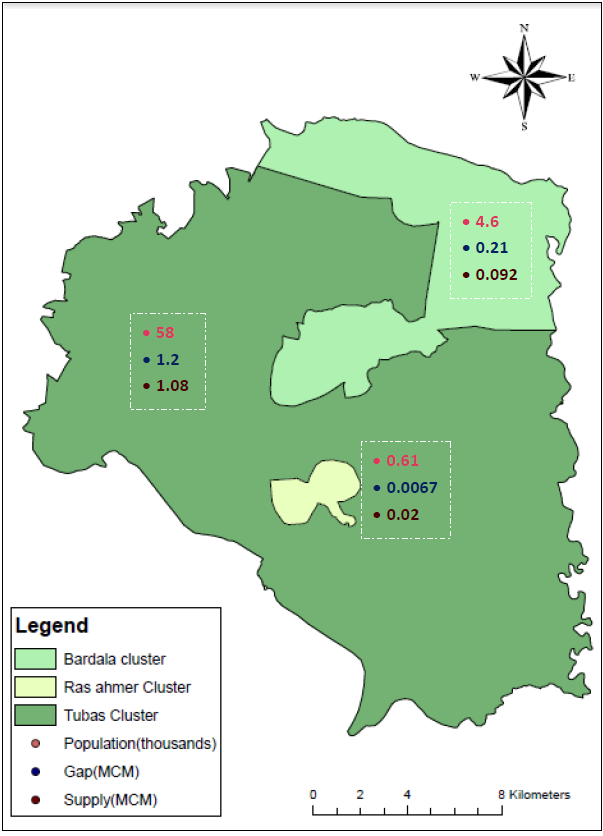 N
W E
S
4.6
0.21
0.092
58
1.2
1.08
0.61
0.0067
0.02
Legend
Bardala cluster
Ras ahmer Cluster
Tubas Cluster
Population(thousands)
Gap(MCM)
Supply(MCM)
0 2 4 8 Kilometers